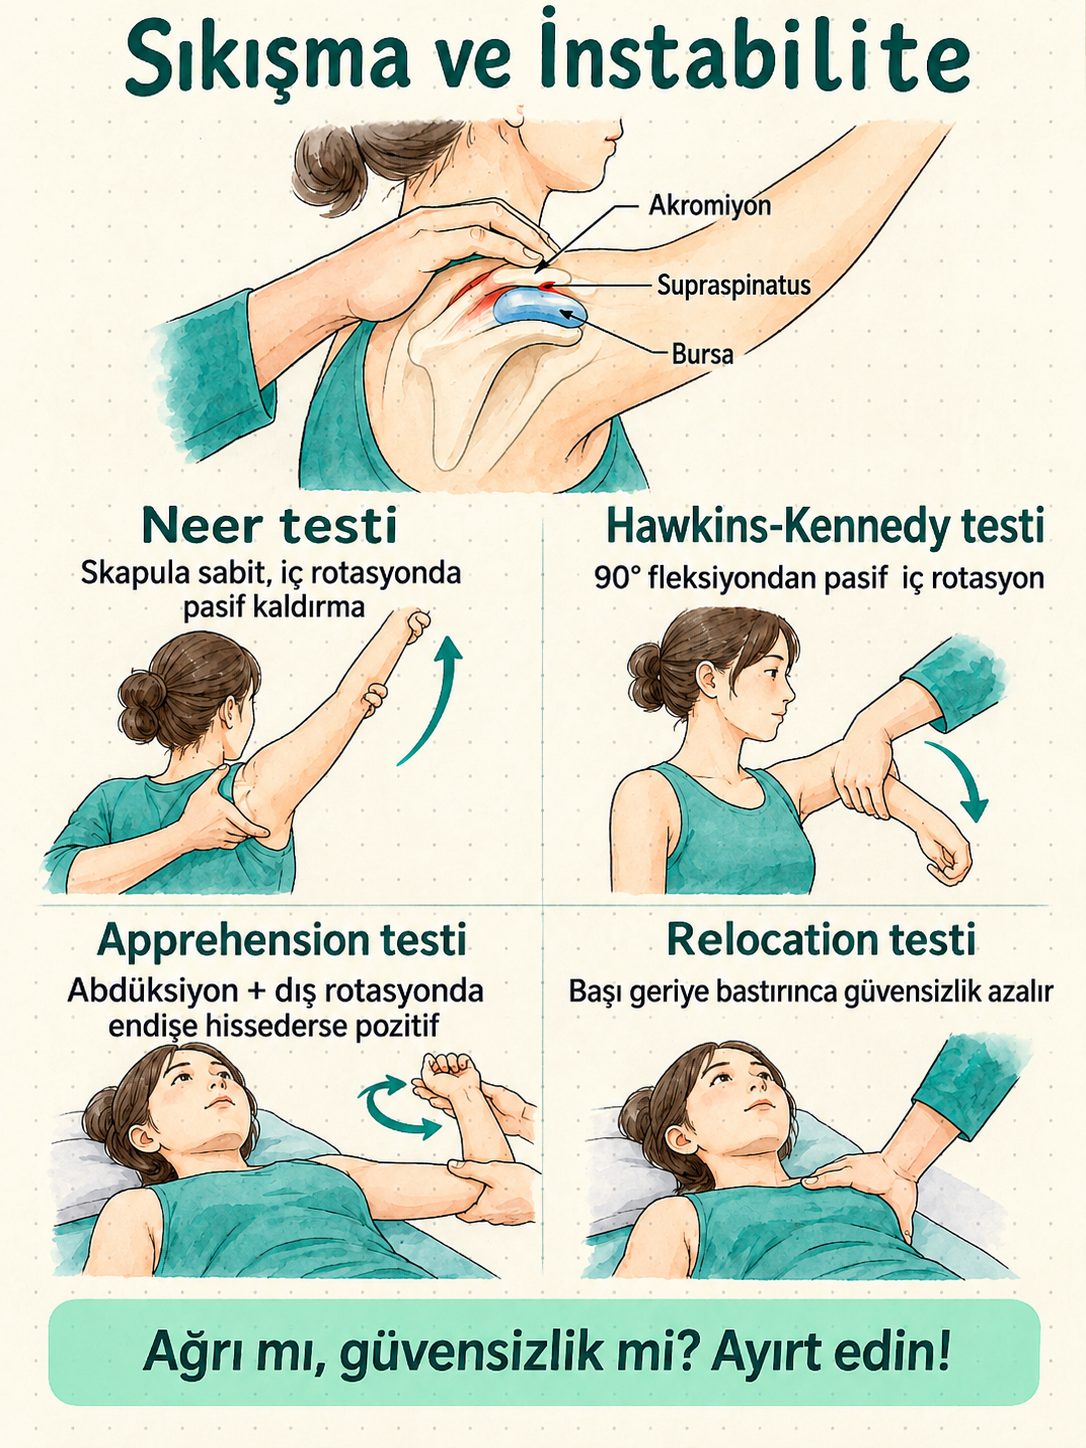 Sıkışma ve İnstabilite
Akromiyon
Supraspinatus
Bursa
Neer testi
Skapula sabit, iç rotasyonda
pasif kaldırma
Hawkins-Kennedy testi
90° fleksiyondan pasif iç rotasyon
Apprehension testi
Abdüksiyon + dış rotasyonda
endişe hissederse pozitif
Relocation testi
Başı geriye bastırınca güvensizlik azalır
Ağrı mı, güvensizlik mi? Ayırt edin!